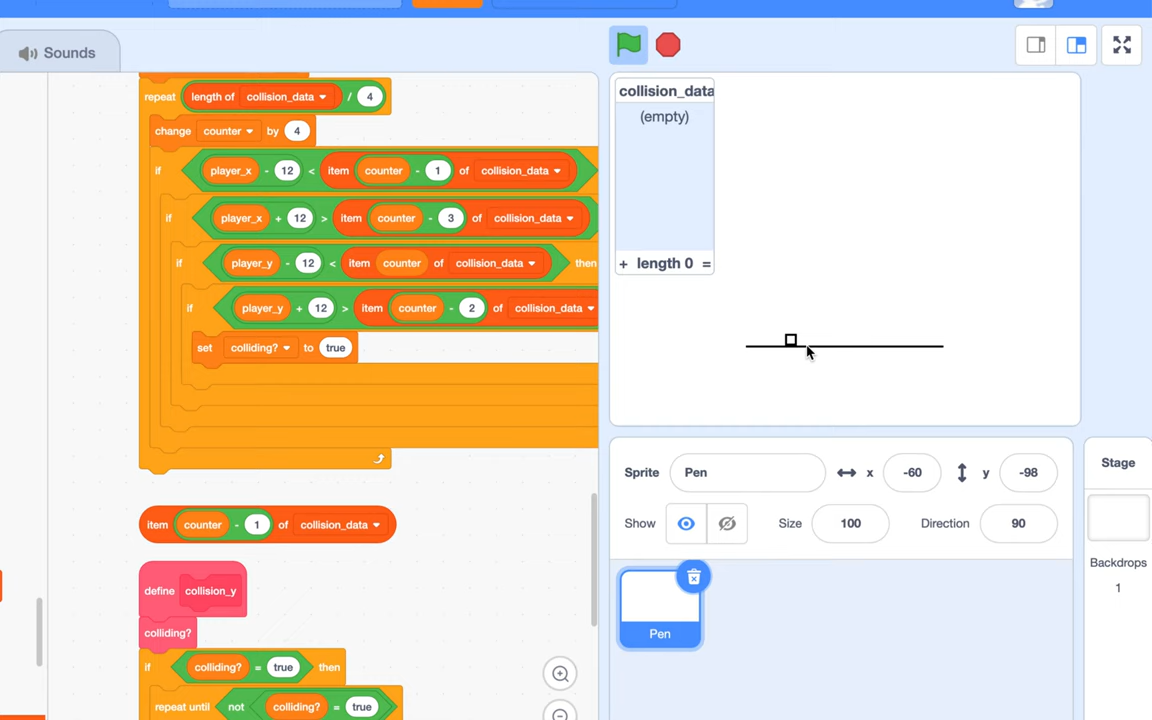 Sounds
repeat length of collision_data / 4
change counter by 4
if player_x - 12 < item counter - 1 of collision_data
if player_x + 12 > item counter - 3 of collision_data
if player_y - 12 < item counter of collision_data then
if player_y + 12 > item counter - 2 of collision_data
set colliding? to true
item counter - 1 of collision_data
define collision_y
colliding?
if colliding? = true then
repeat until not colliding? = true
collision_data
(empty)
+ length 0 =
Sprite Pen x -60 y -98
Show Size 100 Direction 90
Pen
Stage
Backdrops
1